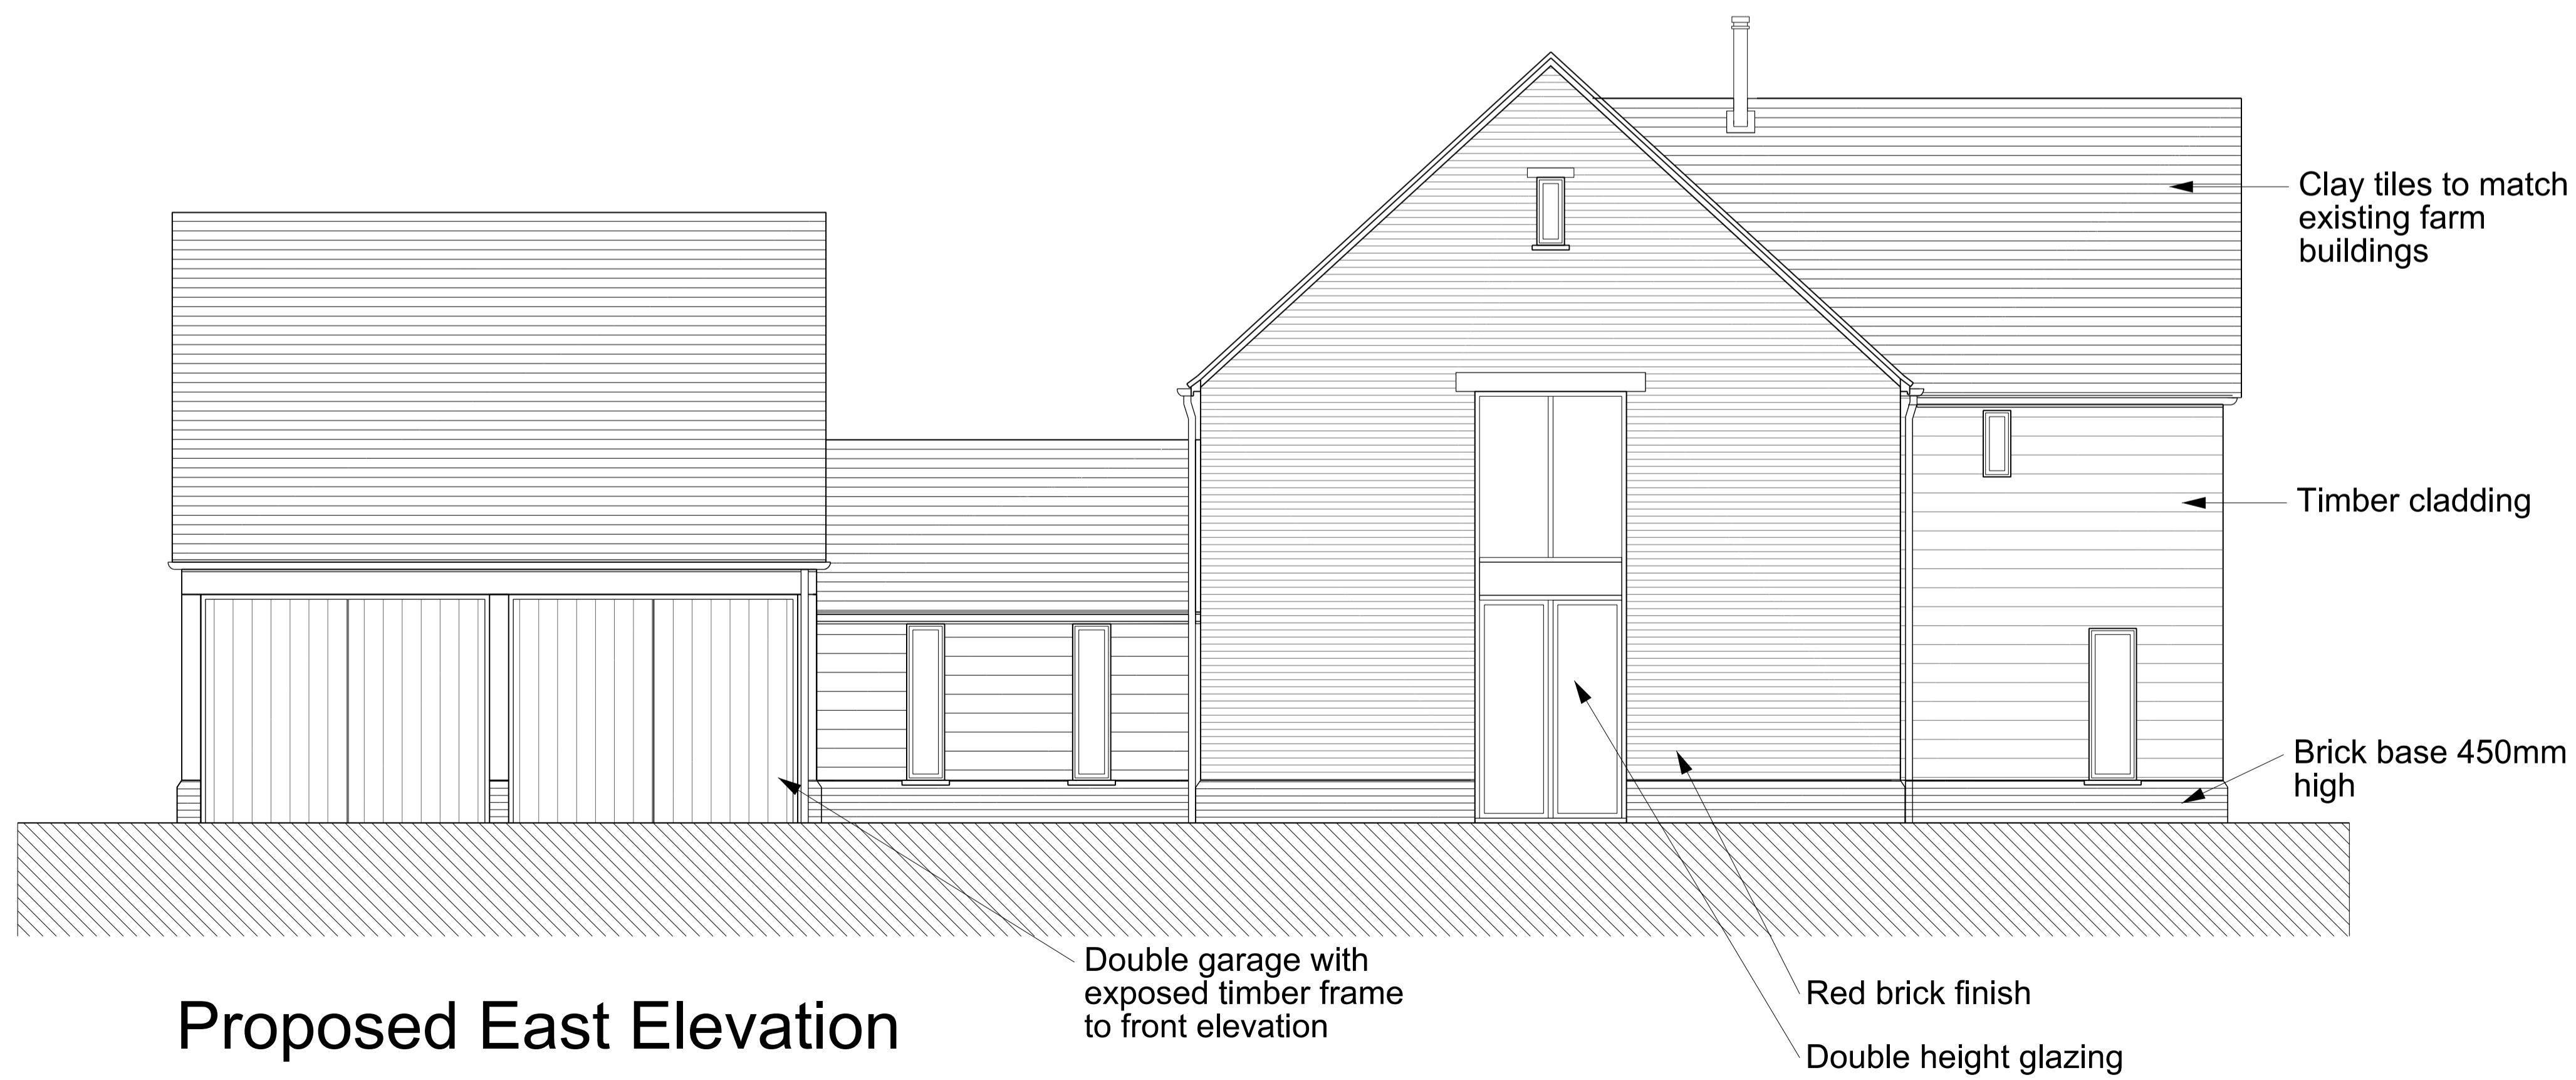 Clay tiles to match
existing farm
buildings
Timber cladding
Brick base 450mm
high
Double garage with
exposed timber frame
to front elevation
Red brick finish
Double height glazing
Proposed East Elevation